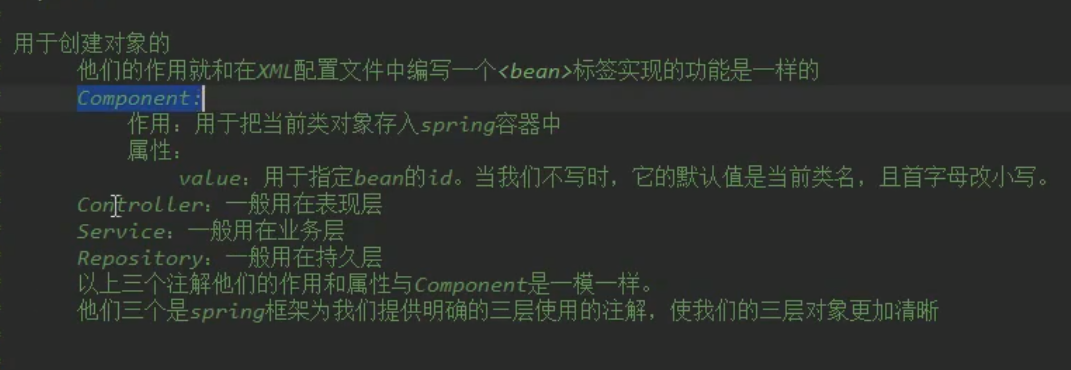 用于创建对象的
他们的作用就和在XML配置文件中编写一个<bean>标签实现的功能是一样的
Component:
作用：用于把当前类对象存入spring容器中
属性：
value：用于指定bean的id。当我们不写时，它的默认值是当前类名，且首字母改小写。
Controller：一般用在表现层
Service：一般用在业务层
Repository：一般用在持久层
以上三个注解他们的作用和属性与Component是一模一样。
他们三个是spring框架为我们提供明确的三层使用的注解，使我们的三层对象更加清晰